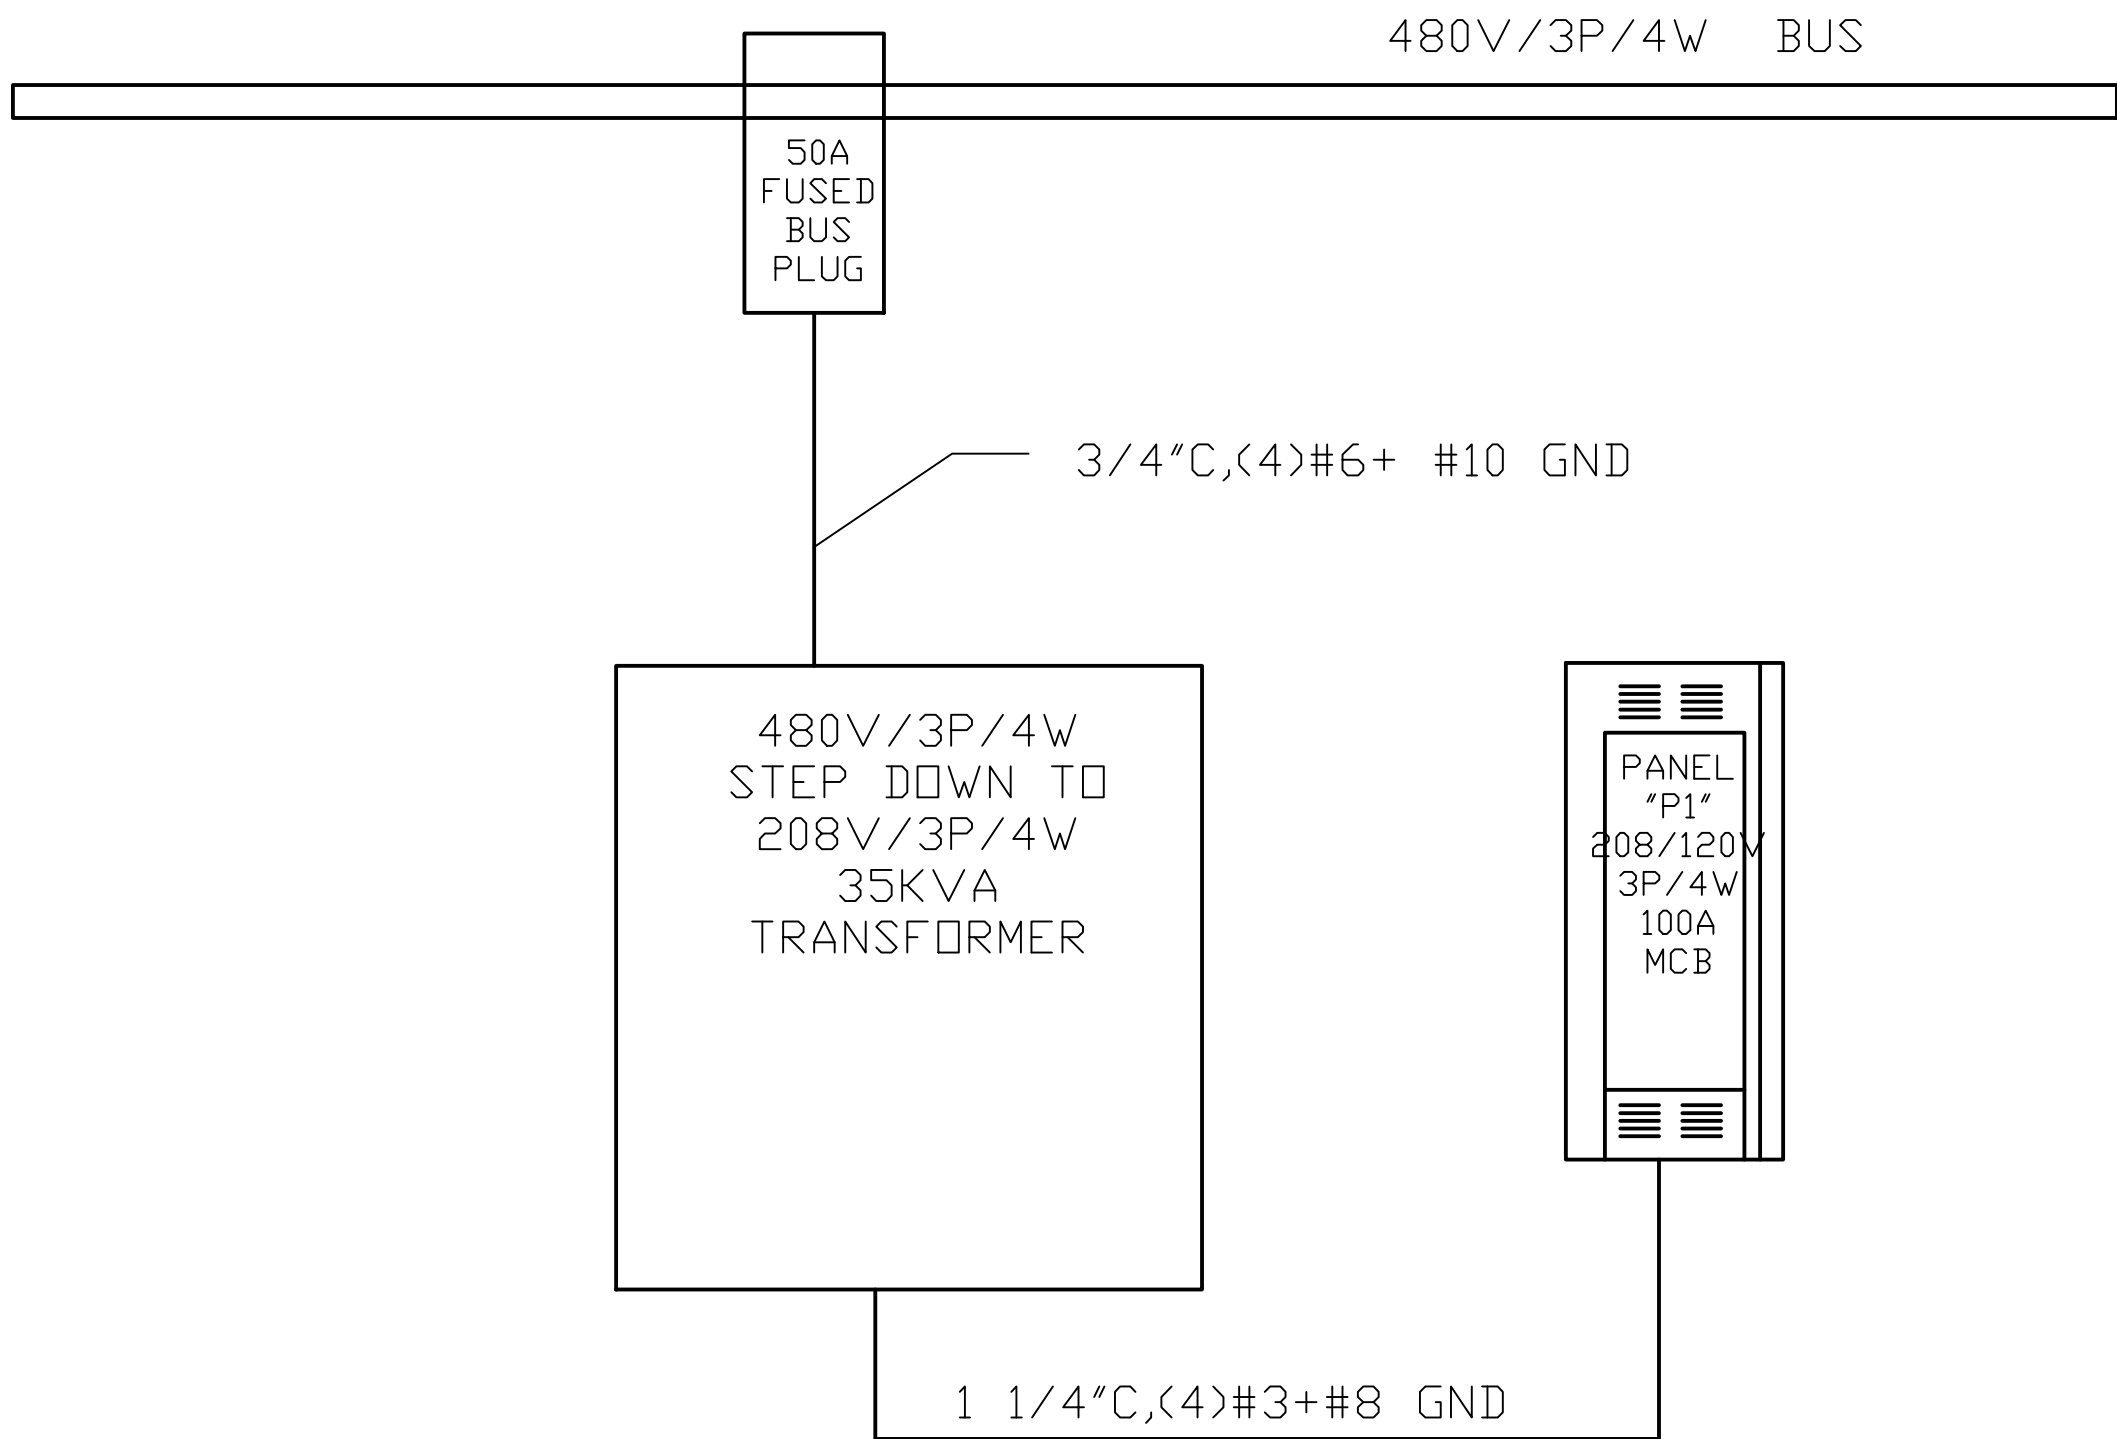 480V/3P/4W BUS
50A
FUSED
BUS
PLUG
3/4"C,(4)#6+ #10 GND
480V/3P/4W
STEP DOWN TO
208V/3P/4W
35KVA
TRANSFORMER
PANEL
"P1"
208/120V
3P/4W
100A
MCB
1 1/4"C,(4)#3+#8 GND